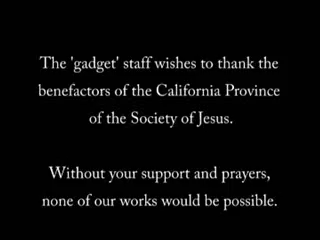 The 'gadget' staff wishes to thank the
benefactors of the California Province
of the Society of Jesus.
Without your support and prayers,
none of our works would be possible.